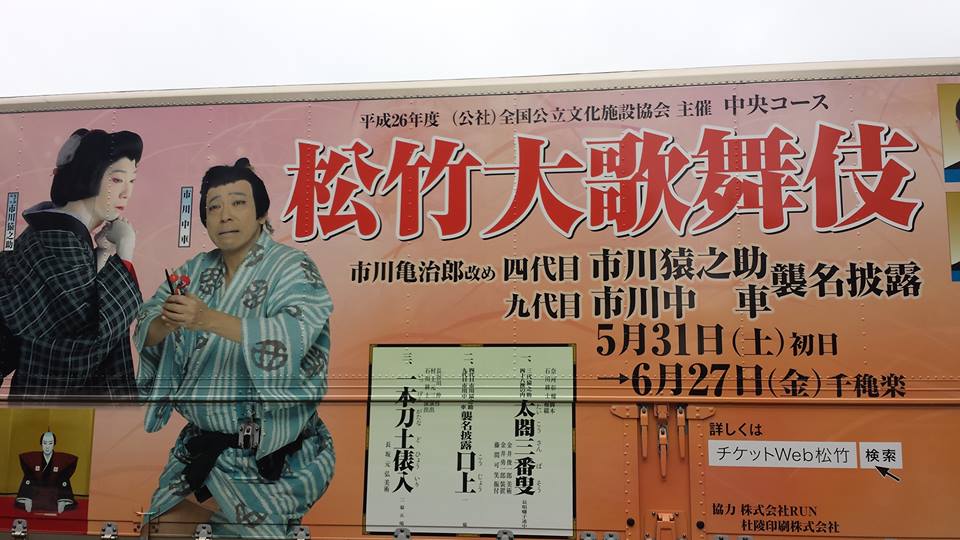 平成26年度 (公社)全国公立文化施設協会 主催 中央コース
松竹大歌舞伎
市川亀治郎改め 四代目 市川猿之助
九代目 市川中車
襲名披露
5月31日(土)初日
→6月27日(金)千穐楽
市川猿之助
市川中車
一、
太閤三番叟
二、
襲名披露 口上
三、一本刀土俵入
長坂元弘美術
詳しくは
チケットWeb松竹 検索
協力 株式会社RUN
杜陵印刷株式会社